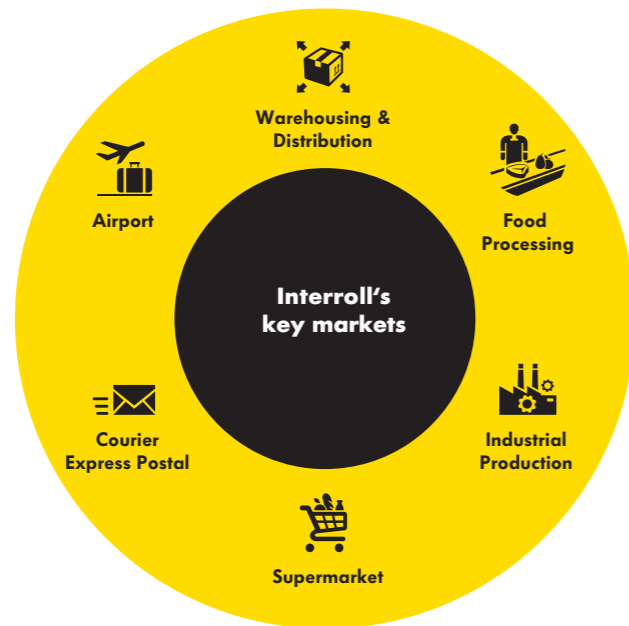 Warehousing &
Distribution
Airport
Food
Processing
Interroll‘s
key markets
Courier
Express Postal
Industrial
Production
Supermarket